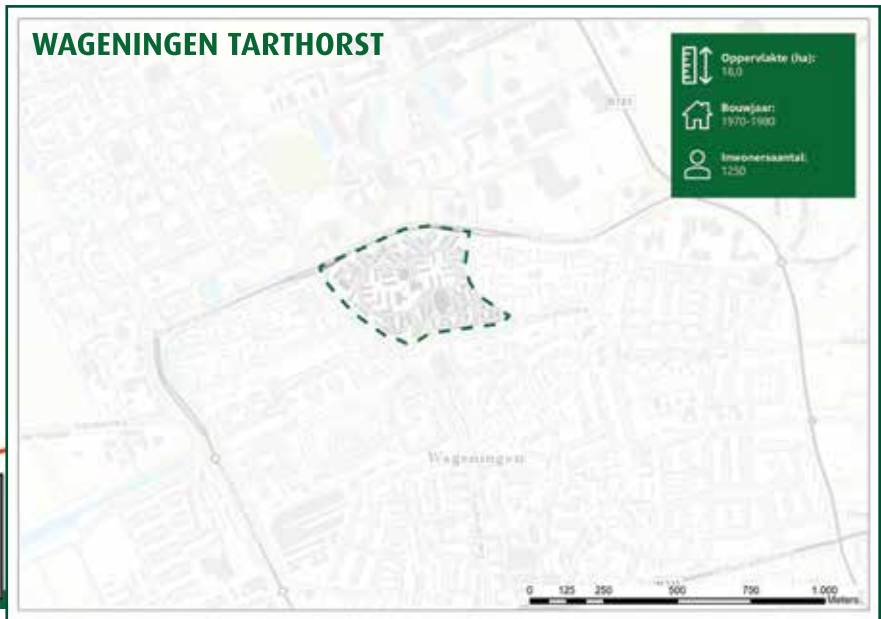 WAGENINGEN TARTHORST
Oppervlakte (ha):
16,0
Bouwjaar:
1970-1980
Inwonersaantal:
1250
N781
Wageningen
0 125 250 500 750 1.000
Meters